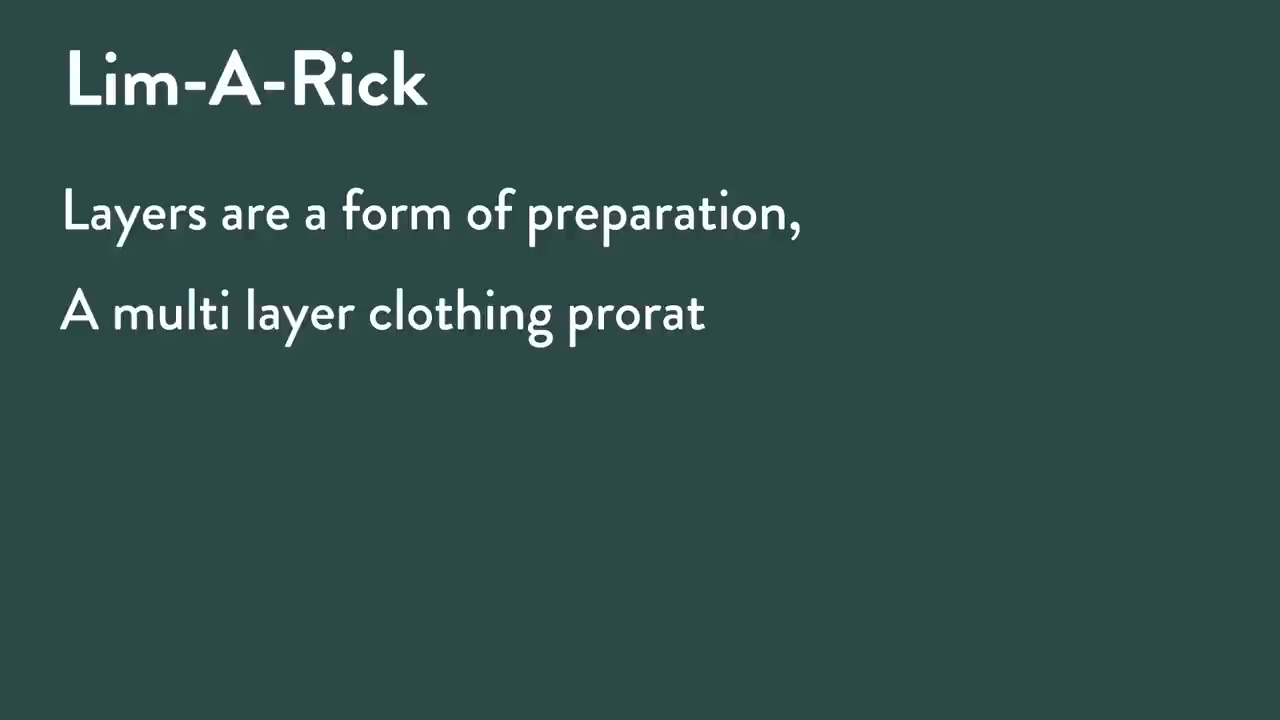 Lim-A-Rick
Layers are a form of preparation,
A multi layer clothing prorat